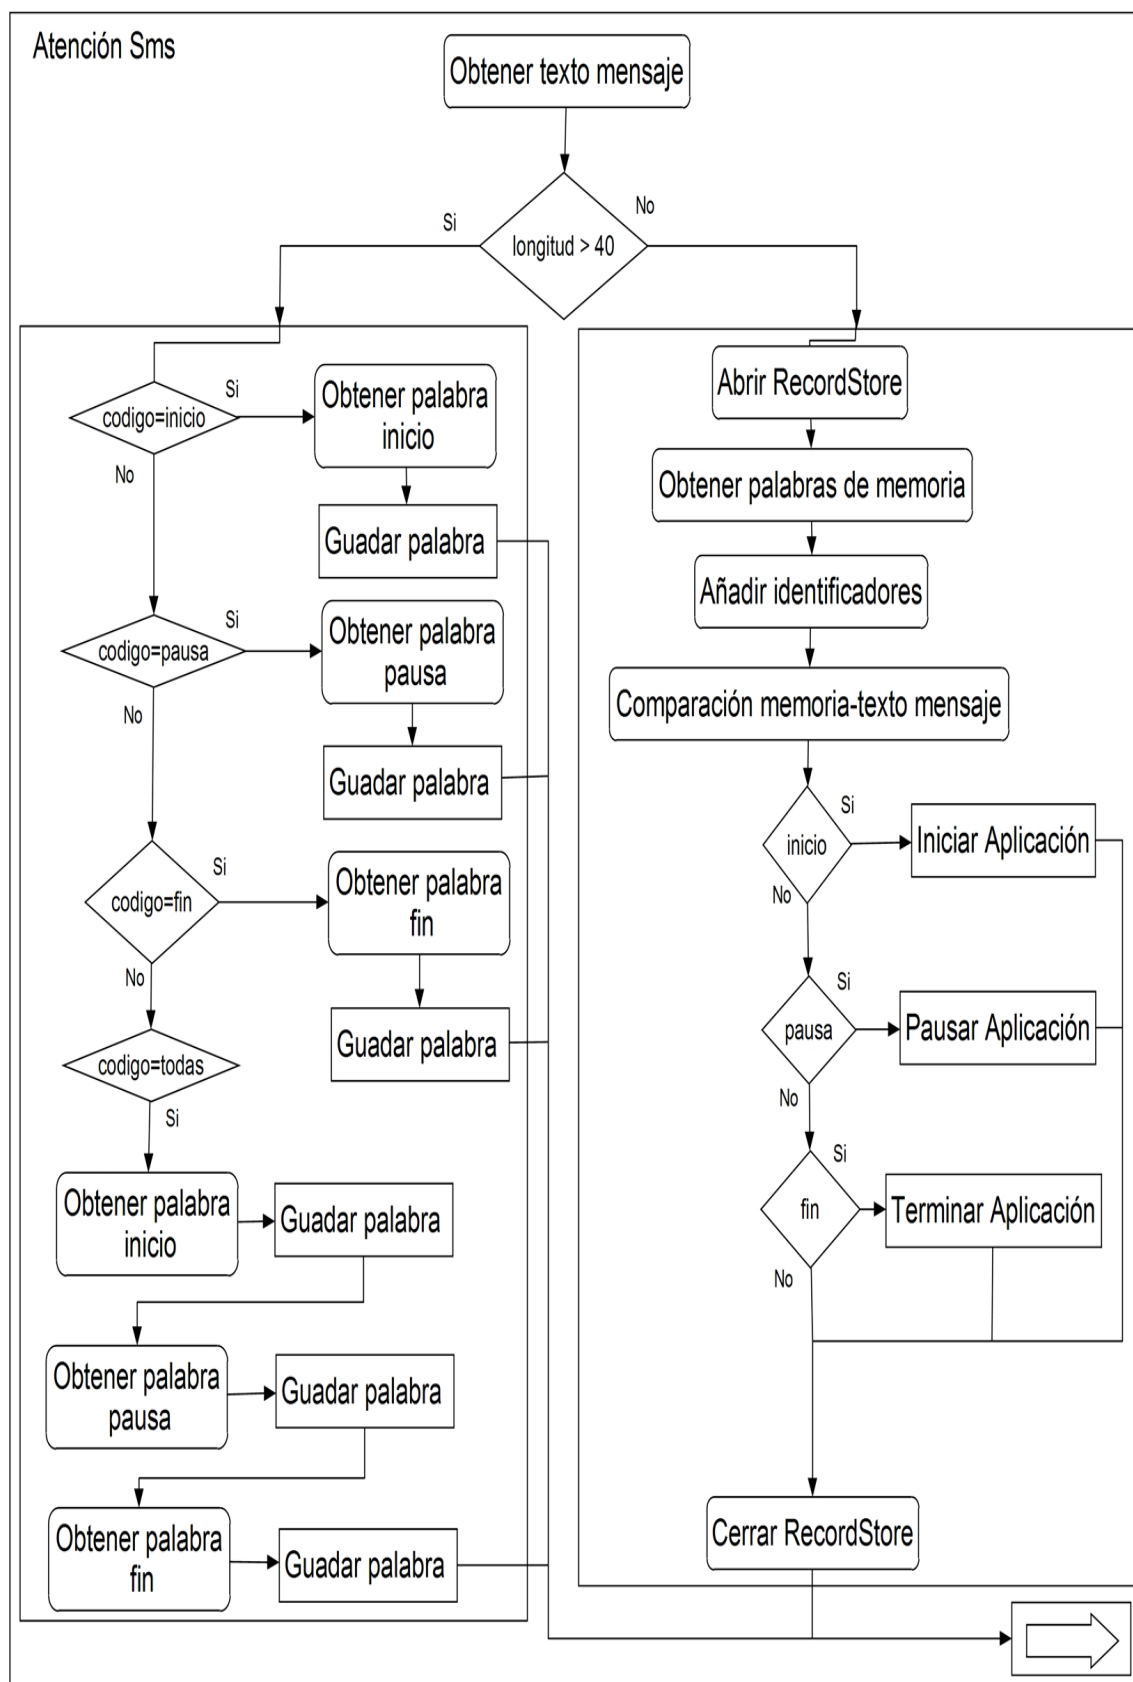 Atención Sms
Obtener texto mensaje
longitud > 40
Si
No
codigo=inicio
Si
No
Obtener palabra
inicio
Guadar palabra
codigo=pausa
Si
No
Obtener palabra
pausa
Guadar palabra
codigo=fin
Si
No
Obtener palabra
fin
Guadar palabra
codigo=todas
Si
Obtener palabra
inicio
Guadar palabra
Obtener palabra
pausa
Guadar palabra
Obtener palabra
fin
Guadar palabra
Abrir RecordStore
Obtener palabras de memoria
Añadir identificadores
Comparación memoria-texto mensaje
inicio
Si
No
Iniciar Aplicación
pausa
Si
No
Pausar Aplicación
fin
Si
No
Terminar Aplicación
Cerrar RecordStore